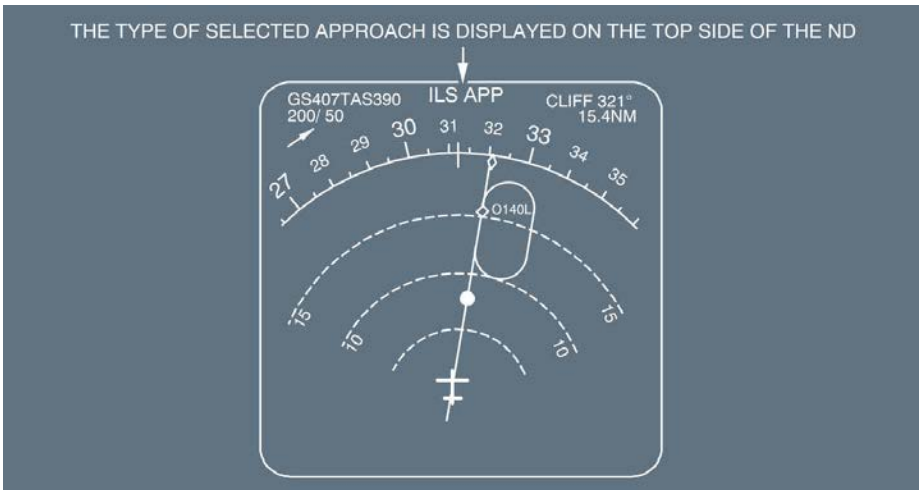 THE TYPE OF SELECTED APPROACH IS DISPLAYED ON THE TOP SIDE OF THE ND
GS407TAS390 ILS APP CLIFF 321°
200/ 50 15.4NM
27 28 29 30 31 32 33 34 35
O140L
15 15
10 10